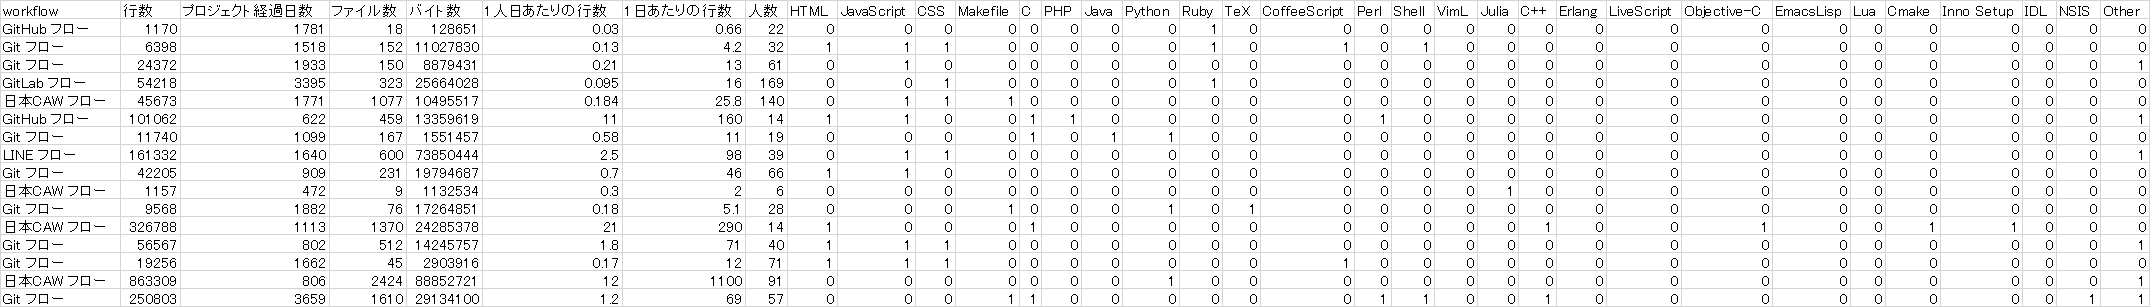 workflow 行数 プロジェクト経過日数 ファイル数 バイト数 1人日あたりの行数 1日あたりの行数 人数 HTML JavaScript CSS Makefile C PHP Java Python Ruby TeX CoffeeScript Perl Shell VimL Julia C++ Erlang LiveScript Objective-C EmacsLisp Lua Cmake Inno Setup IDL NSIS Other
GitHub フロー 1170 1781 18 128651 0.03 0.66 22 0 0 0 0 0 0 0 0 1 0 0 0 0 0 0 0 0 0 0 0 0 0 0 0 0 0
Git フロー 6398 1518 152 11027830 0.13 4.2 32 1 1 1 0 0 0 0 0 1 0 1 0 1 0 0 0 0 0 0 0 0 0 0 0 0 0
Git フロー 24372 1933 150 8879431 0.21 13 61 0 1 0 0 0 0 0 0 0 0 0 0 0 0 0 0 0 0 0 0 0 0 0 0 0 1
GitLab フロー 54218 3395 323 25664028 0.095 16 169 0 0 1 0 0 0 0 0 1 0 0 0 0 0 0 0 0 0 0 0 0 0 0 0 0 0
日本CAW フロー 45673 1771 1077 10495517 0.184 25.8 140 0 1 1 1 0 0 0 0 0 0 0 0 0 0 0 0 0 0 0 0 0 0 0 0 0 0
GitHub フロー 101062 622 459 13359619 11 160 14 1 1 0 0 1 1 0 0 0 0 0 1 0 0 0 0 0 0 0 0 0 0 0 0 0 1
Git フロー 11740 1099 167 1551457 0.58 11 19 0 0 0 0 1 0 1 1 0 0 0 0 0 0 0 0 0 0 0 0 0 0 0 0 0 0
LINE フロー 161332 1640 600 73850444 2.5 98 39 0 1 1 0 0 0 0 0 0 0 0 0 0 0 0 0 0 0 0 0 0 0 0 0 0 1
Git フロー 42205 909 231 19794687 0.7 46 66 1 1 0 0 0 0 0 0 0 0 0 0 0 0 0 0 0 0 0 0 0 0 0 0 0 0
日本CAW フロー 1157 472 9 1132534 0.3 2 6 0 0 0 0 0 0 0 0 0 0 0 0 0 0 1 0 0 0 0 0 0 0 0 0 0 0
Git フロー 9568 1882 76 17264851 0.18 5.1 28 0 0 0 1 0 0 0 1 0 1 0 0 0 0 0 0 0 0 0 0 0 0 0 0 0 0
日本CAW フロー 326788 1113 1370 24285378 21 290 14 1 0 0 0 1 0 0 0 0 0 0 0 0 0 0 1 0 0 1 0 0 1 1 0 0 0
Git フロー 56567 802 512 14245757 1.8 71 40 1 1 1 0 0 0 0 0 0 0 0 0 0 0 0 0 0 0 0 0 0 0 0 0 0 1
Git フロー 19256 1662 45 2903916 0.17 12 71 1 1 1 0 0 0 0 0 0 0 1 0 0 0 0 0 0 0 0 0 0 0 0 0 0 0
日本CAW フロー 863309 806 2424 88852721 12 1100 91 0 0 0 0 0 0 0 1 0 0 0 0 0 0 0 0 0 0 0 0 0 0 0 0 0 1
Git フロー 250803 3659 1610 29134100 1.2 69 57 0 0 0 1 1 0 0 0 0 0 0 1 1 0 0 1 0 0 0 0 0 0 0 0 1 1